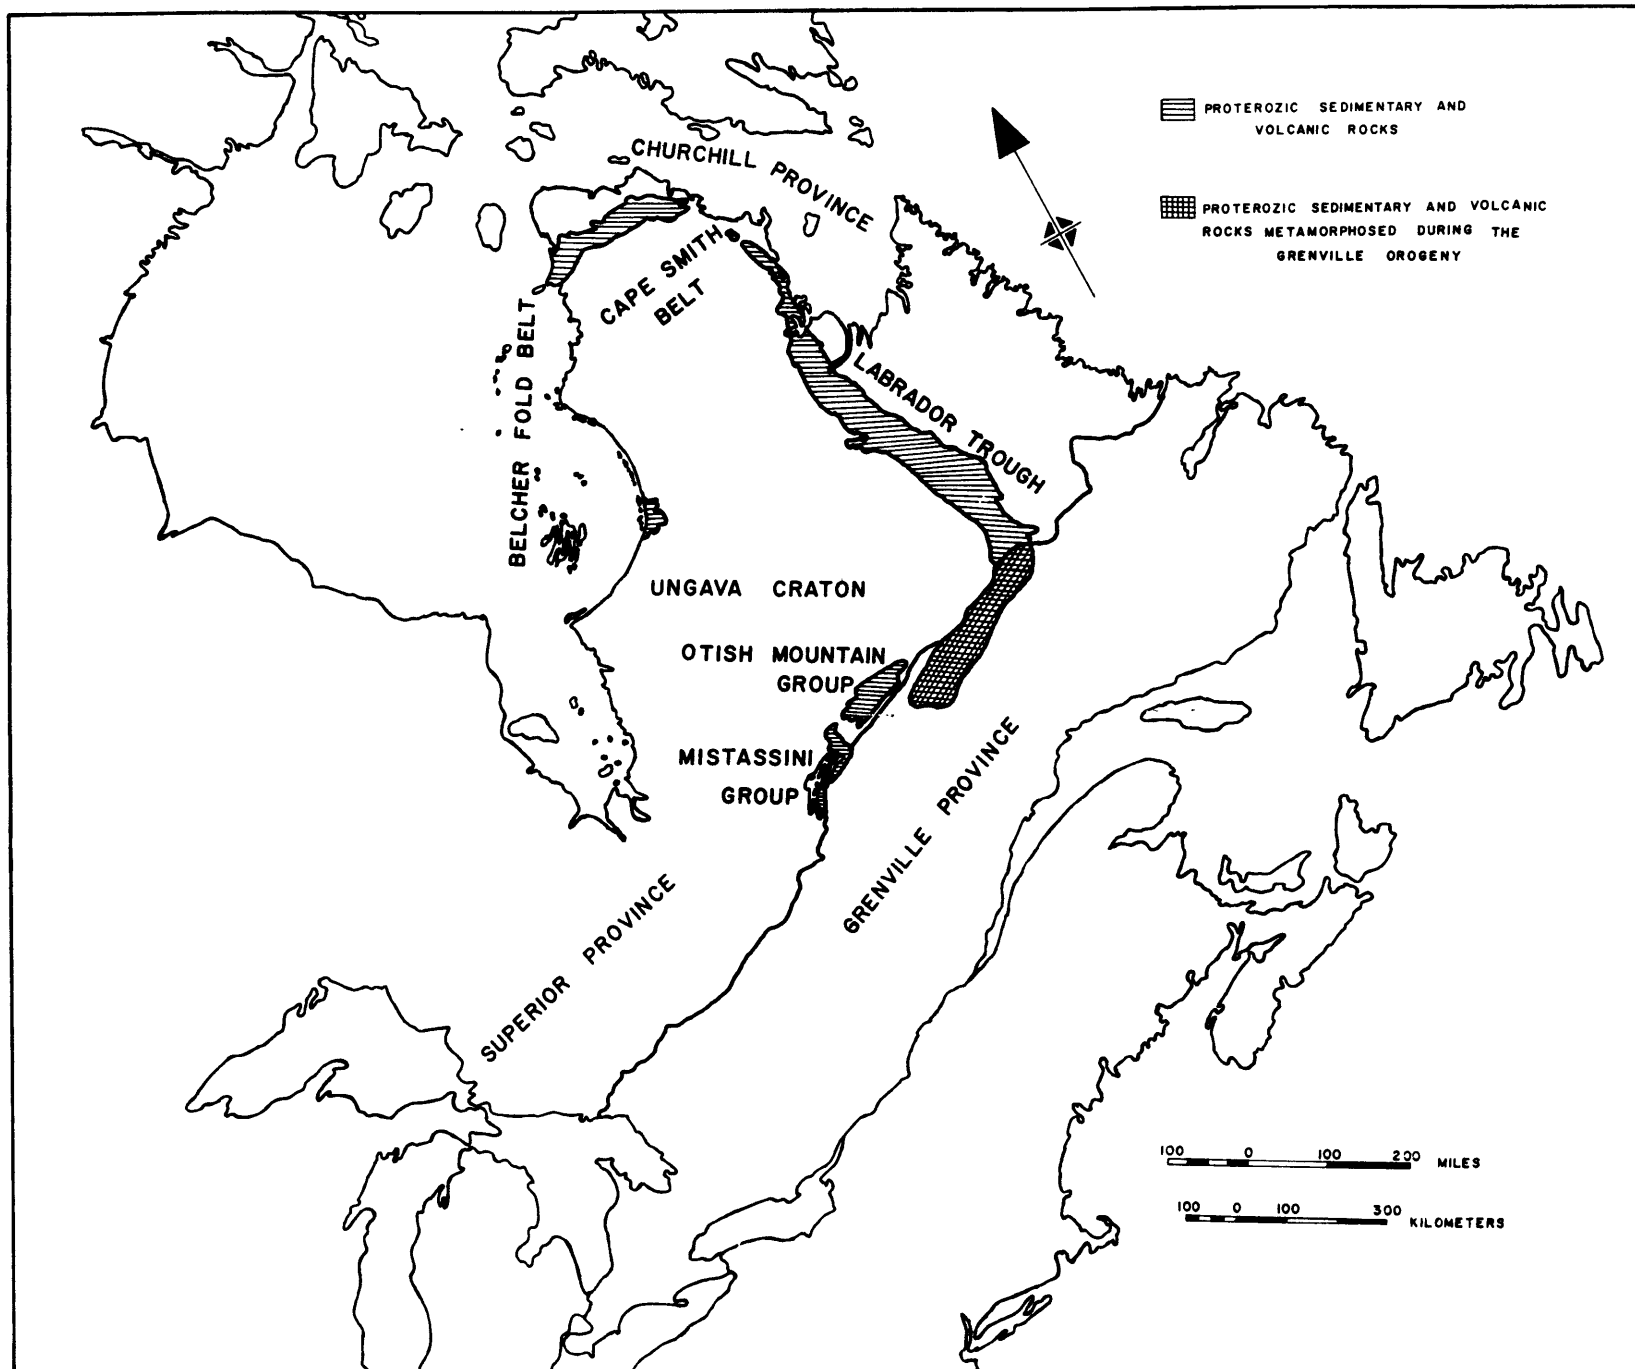 PROTEROZIC SEDIMENTARY AND
VOLCANIC ROCKS
PROTEROZIC SEDIMENTARY AND VOLCANIC
ROCKS METAMORPHOSED DURING THE
GRENVILLE OROGENY
CHURCHILL PROVINCE
CAPE SMITH
BELT
BELCHER FOLD BELT
LABRADOR TROUGH
UNGAVA CRATON
OTISH MOUNTAIN
GROUP
MISTASSINI
GROUP
GRENVILLE PROVINCE
SUPERIOR PROVINCE
100 0 100 200 MILES
100 0 100 300 KILOMETERS